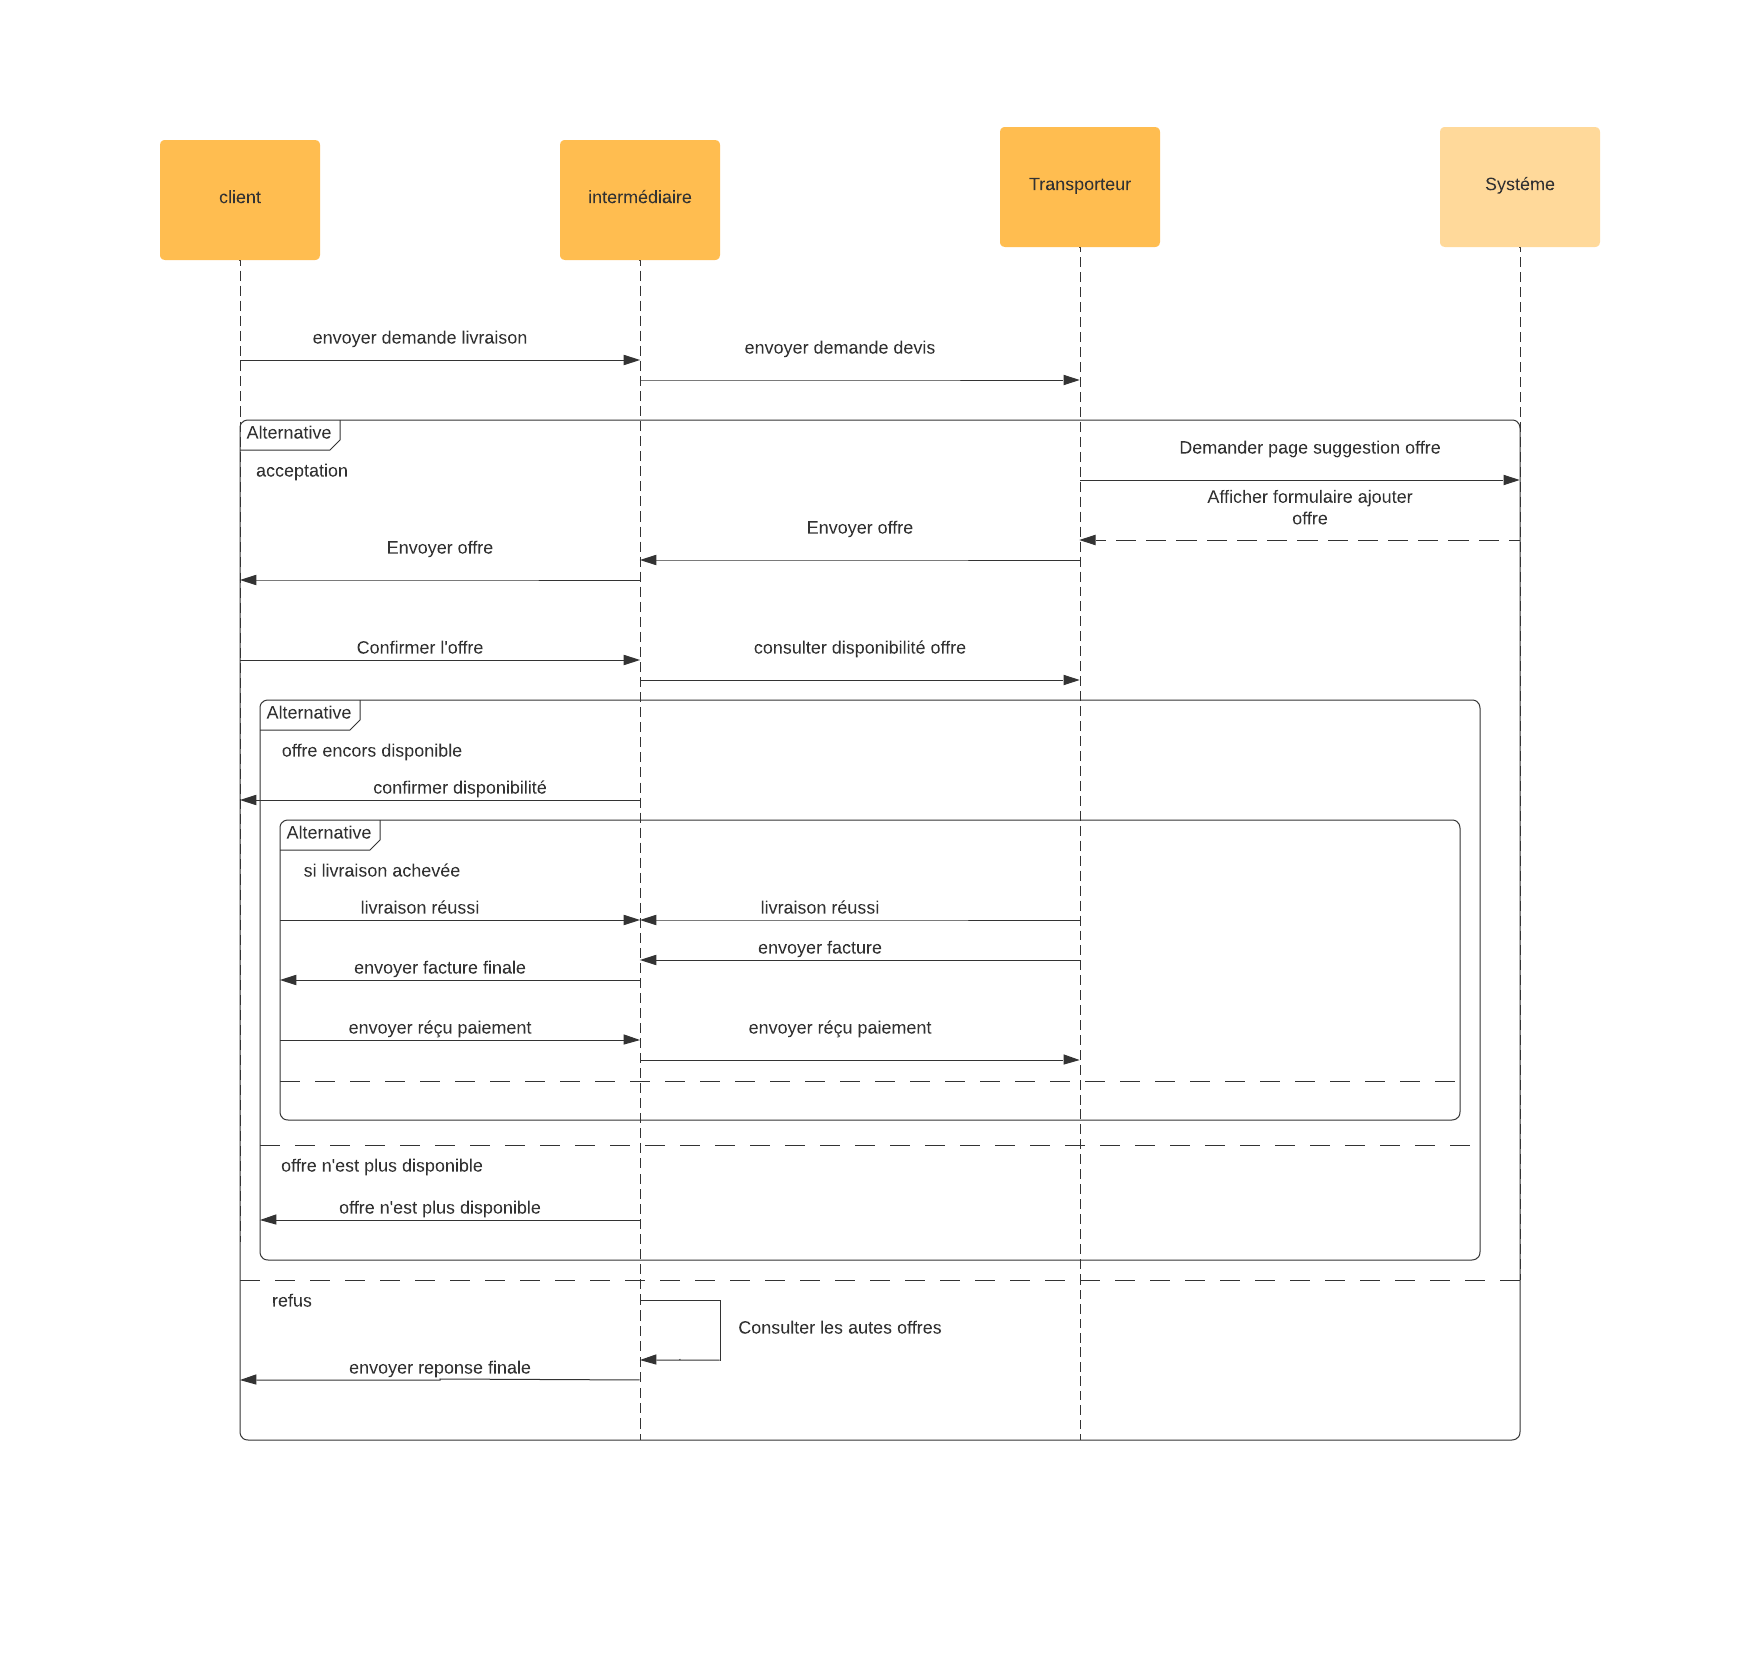 client
intermédiaire
Transporteur
Systéme
envoyer demande livraison
envoyer demande devis
Alternative
acceptation
Demander page suggestion offre
Afficher formulaire ajouter
offre
Envoyer offre
Envoyer offre
Confirmer l'offre
consulter disponibilité offre
Alternative
offre encors disponible
confirmer disponibilité
Alternative
si livraison achevée
livraison réussi
livraison réussi
envoyer facture
envoyer facture finale
envoyer réçu paiement
envoyer réçu paiement
offre n'est plus disponible
offre n'est plus disponible
refus
Consulter les autes offres
envoyer reponse finale